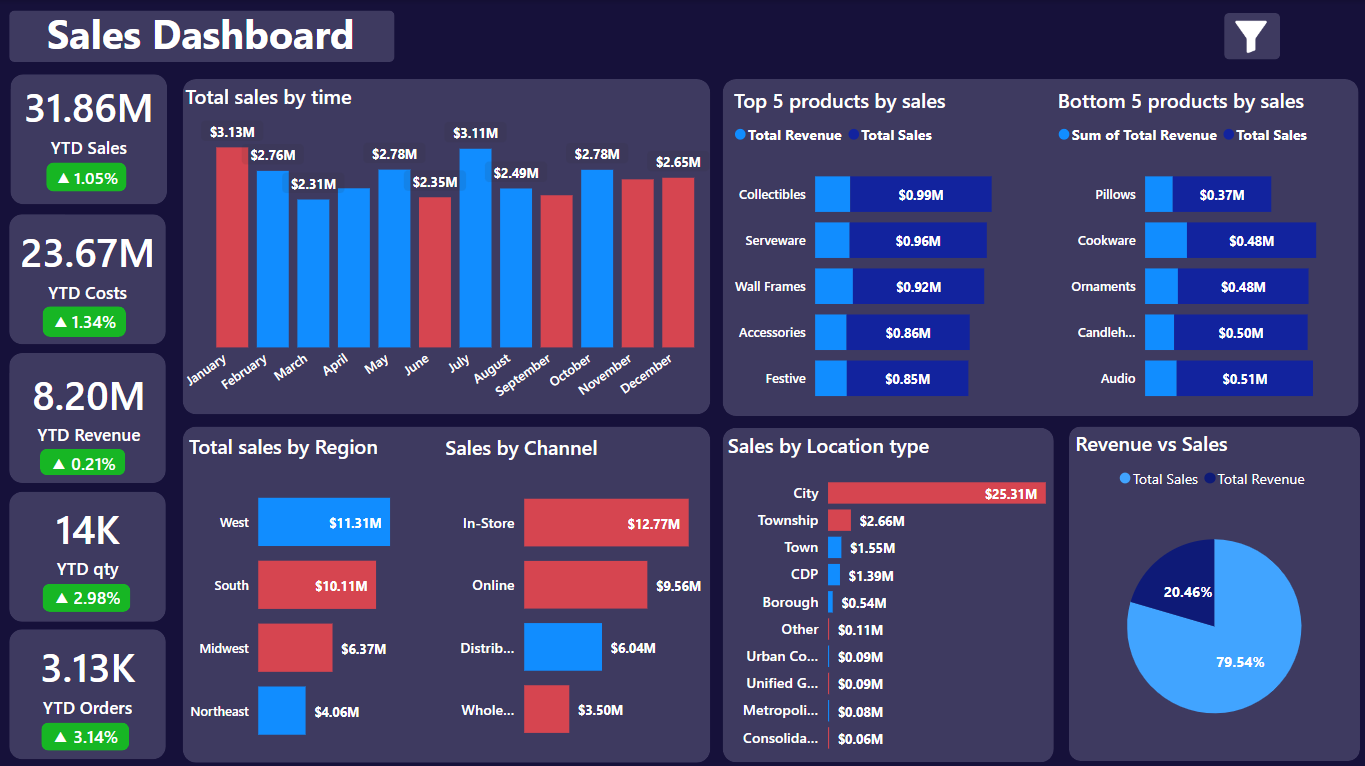 Sales Dashboard
31.86M
YTD Sales
▲ 1.05%
23.67M
YTD Costs
▲ 1.34%
8.20M
YTD Revenue
▲ 0.21%
14K
YTD qty
▲ 2.98%
3.13K
YTD Orders
▲ 3.14%
Total sales by time
$3.13M
$2.76M
$2.31M
$2.78M
$2.35M
$3.11M
$2.49M
$2.78M
$2.65M
January
February
March
April
May
June
July
August
September
October
November
December
Top 5 products by sales
Total Revenue Total Sales
Collectibles $0.99M
Serveware $0.96M
Wall Frames $0.92M
Accessories $0.86M
Festive $0.85M
Bottom 5 products by sales
Sum of Total Revenue Total Sales
Pillows $0.37M
Cookware $0.48M
Ornaments $0.48M
Candleh... $0.50M
Audio $0.51M
Total sales by Region
West $11.31M
South $10.11M
Midwest $6.37M
Northeast $4.06M
Sales by Channel
In-Store $12.77M
Online $9.56M
Distrib... $6.04M
Whole... $3.50M
Sales by Location type
City $25.31M
Township $2.66M
Town $1.55M
CDP $1.39M
Borough $0.54M
Other $0.11M
Urban Co... $0.09M
Unified G... $0.09M
Metropoli... $0.08M
Consolida... $0.06M
Revenue vs Sales
Total Sales Total Revenue
20.46%
79.54%